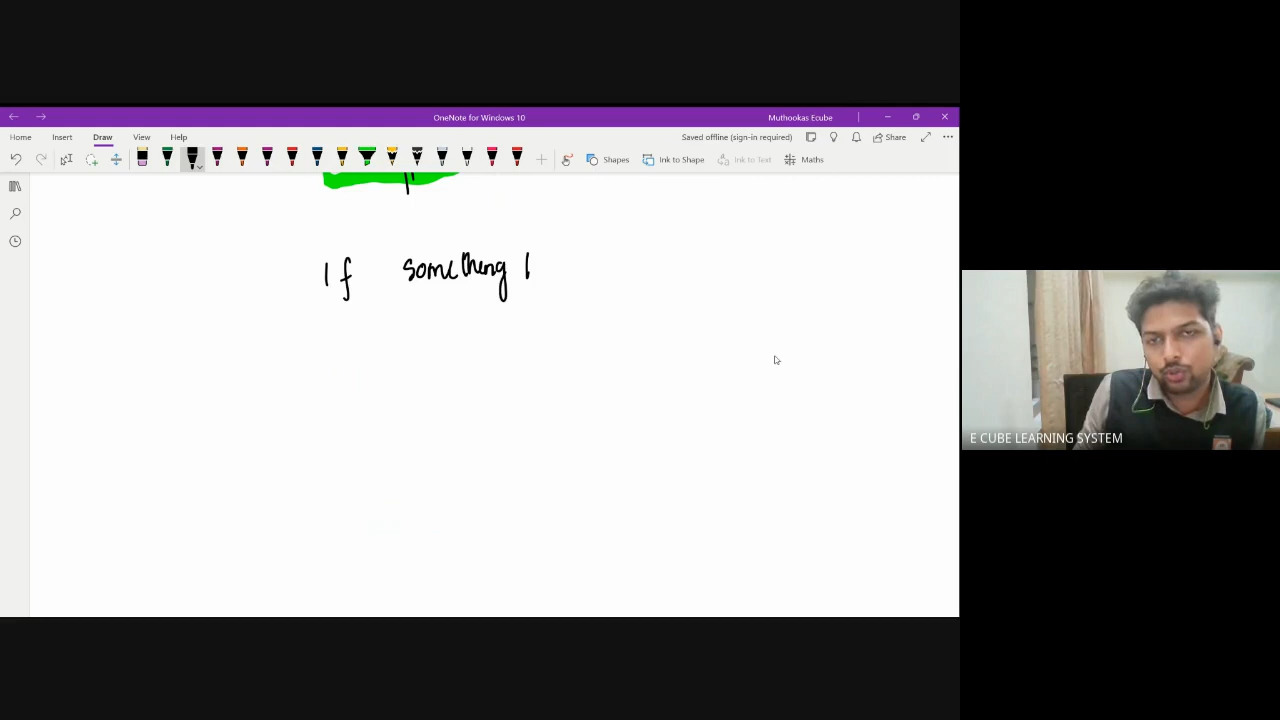 OneNote for Windows 10
Muthookas Ecube
Home Insert Draw View Help
Saved offline (sign-in required)
Share
Shapes
Ink to Shape
Ink to Text
Maths
If something I
E CUBE LEARNING SYSTEM